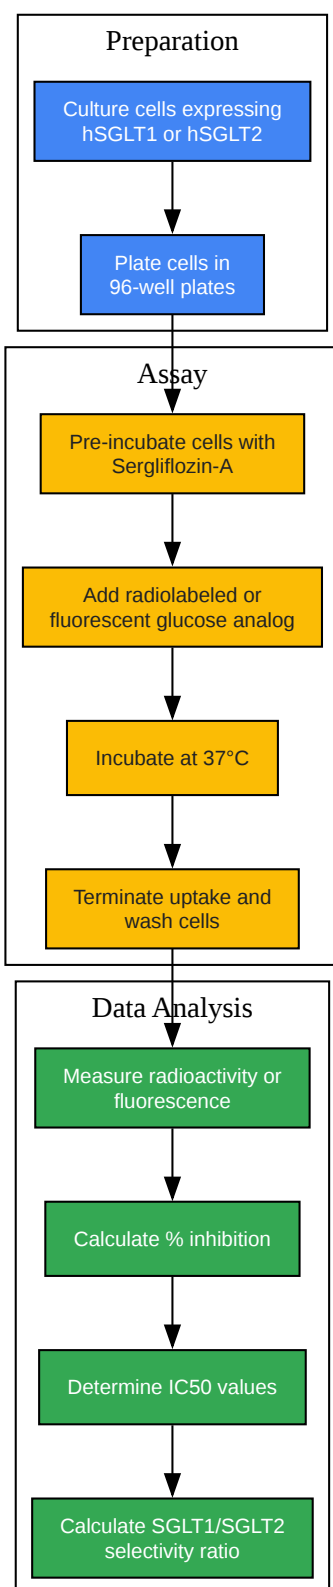 Preparation
Culture cells expressing
hSGLT1 or hSGLT2
Plate cells in
96-well plates
Assay
Pre-incubate cells with
Sergliflozin-A
Add radiolabeled or
fluorescent glucose analog
Incubate at 37°C
Terminate uptake and
wash cells
Data Analysis
Measure radioactivity or
fluorescence
Calculate % inhibition
Determine IC50 values
Calculate SGLT1/SGLT2
selectivity ratio